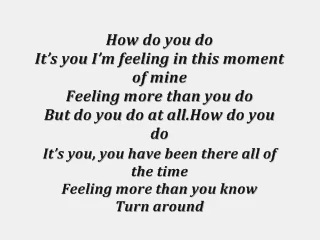 How do you do
It’s you I’m feeling in this moment
of mine
Feeling more than you do
But do you do at all.How do you
do
It’s you, you have been there all of
the time
Feeling more than you know
Turn around